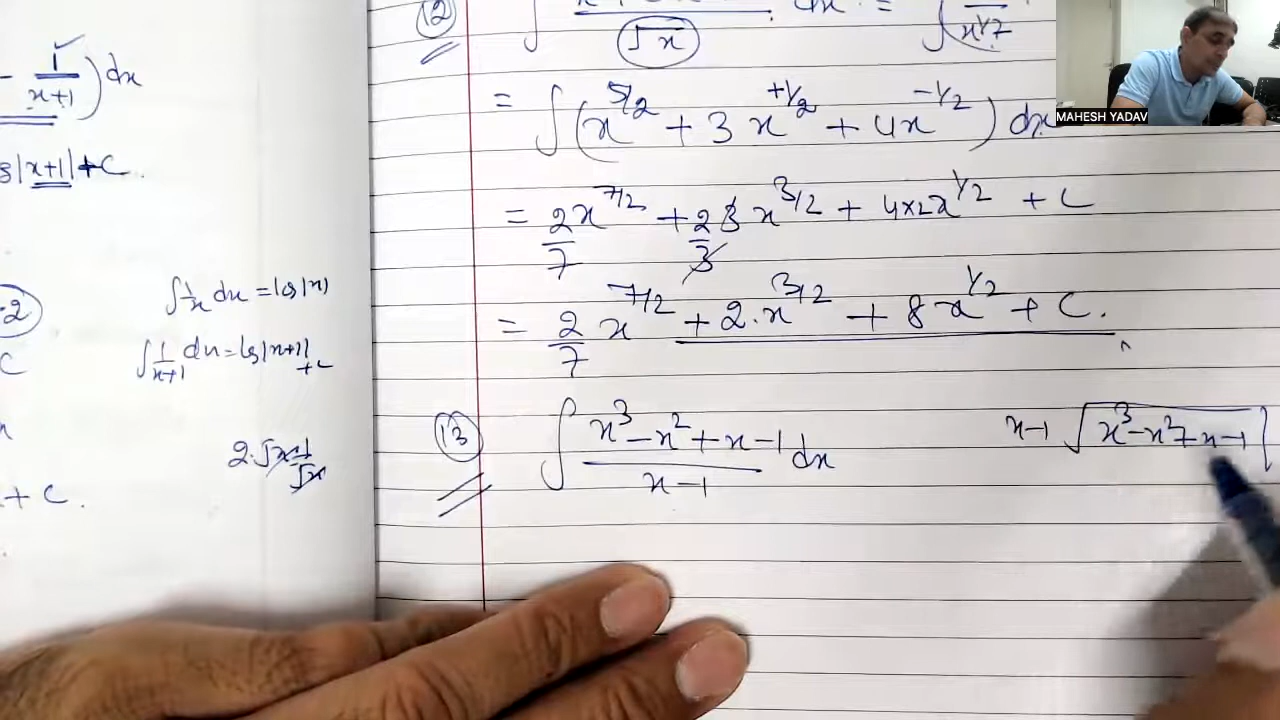 − 1/(x+1) ) dx
|x+1| + C.
∫ 1/x dx = log|x|
∫ 1/(x+1) dx = log|x+1| + C
C
2·√x × 1/√x
+ C.
(12) ∫ / √x dx = ∫ / x^1/2
= ∫ (x^5/2 + 3 x^+1/2 + 4x^-1/2) dx
= 2/7 x^7/2 + 2/3 3 x^3/2 + 4×2x^1/2 + C
= 2/7 x^7/2 + 2·x^3/2 + 8x^1/2 + C.
(13) ∫ (x³ − x² + x − 1)/(x − 1) dx
x−1 √ x³−x²+x−1
MAHESH YADAV